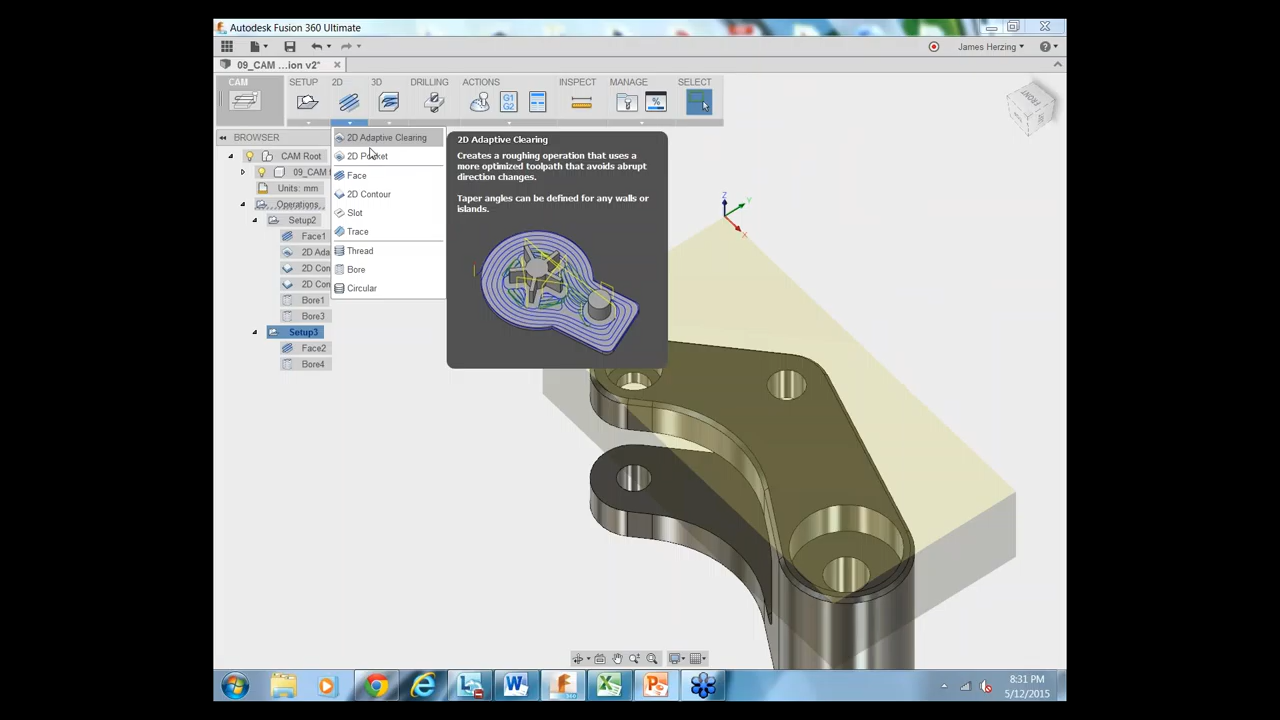 Autodesk Fusion 360 Ultimate
James Herzing
09_CAM ...ion v2*
CAM
SETUP
2D
3D
DRILLING
ACTIONS
INSPECT
MANAGE
SELECT
G1
G2
%
BROWSER
CAM Root
09_CAM
Units: mm
Operations
Setup2
Face1
2D Ada
2D Con
2D Con
Bore1
Bore3
Setup3
Face2
Bore4
2D Adaptive Clearing
2D Pocket
Face
2D Contour
Slot
Trace
Thread
Bore
Circular
2D Adaptive Clearing
Creates a roughing operation that uses a
more optimized toolpath that avoids abrupt
direction changes.
Taper angles can be defined for any walls or
islands.
Z
Y
X
FRONT
8:31 PM
5/12/2015